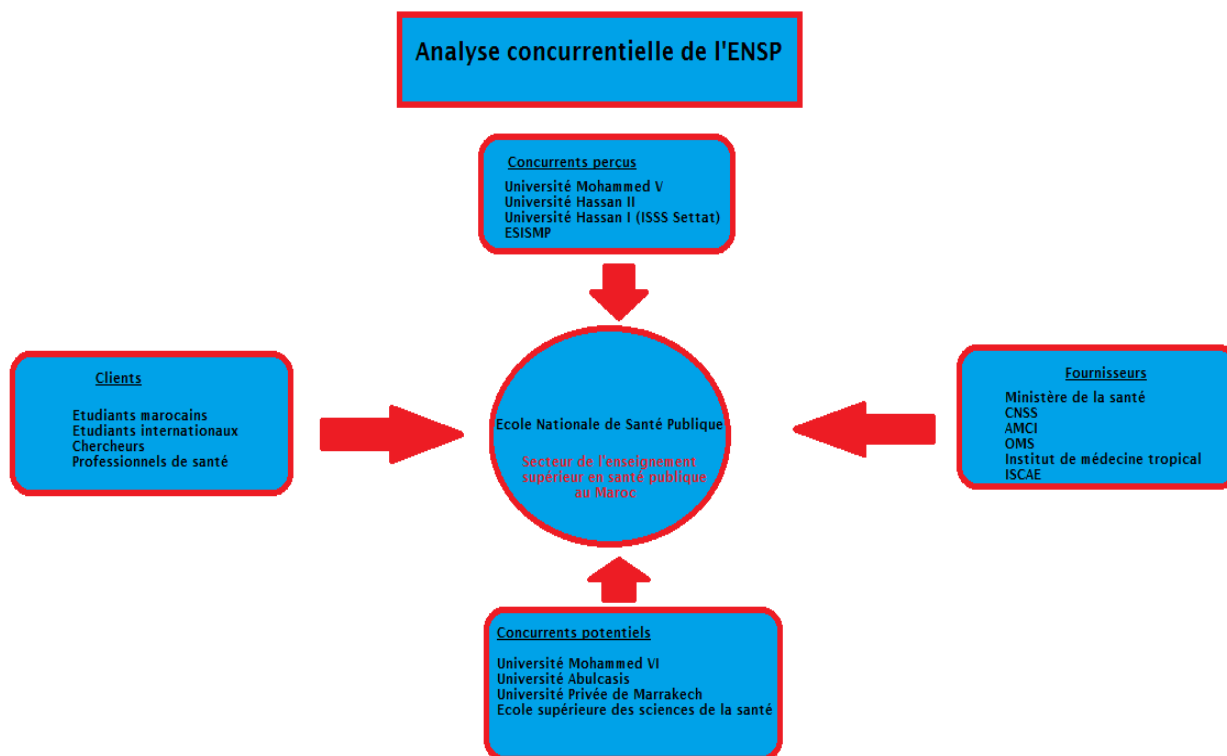 Analyse concurrentielle de l'ENSP
Concurrents percus
Université Mohammed V
Université Hassan II
Université Hassan I (ISSS Settat)
ESISMP
Clients
Etudiants marocains
Etudiants internationaux
Chercheurs
Professionnels de santé
Ecole Nationale de Santé Publique
Secteur de l'enseignement
supérieur en santé publique
au Maroc
Fournisseurs
Ministère de la santé
CNSS
AMCI
OMS
Institut de médecine tropical
ISCAE
Concurrents potentiels
Université Mohammed VI
Université Abulcasis
Université Privée de Marrakech
Ecole supérieure des sciences de la santé